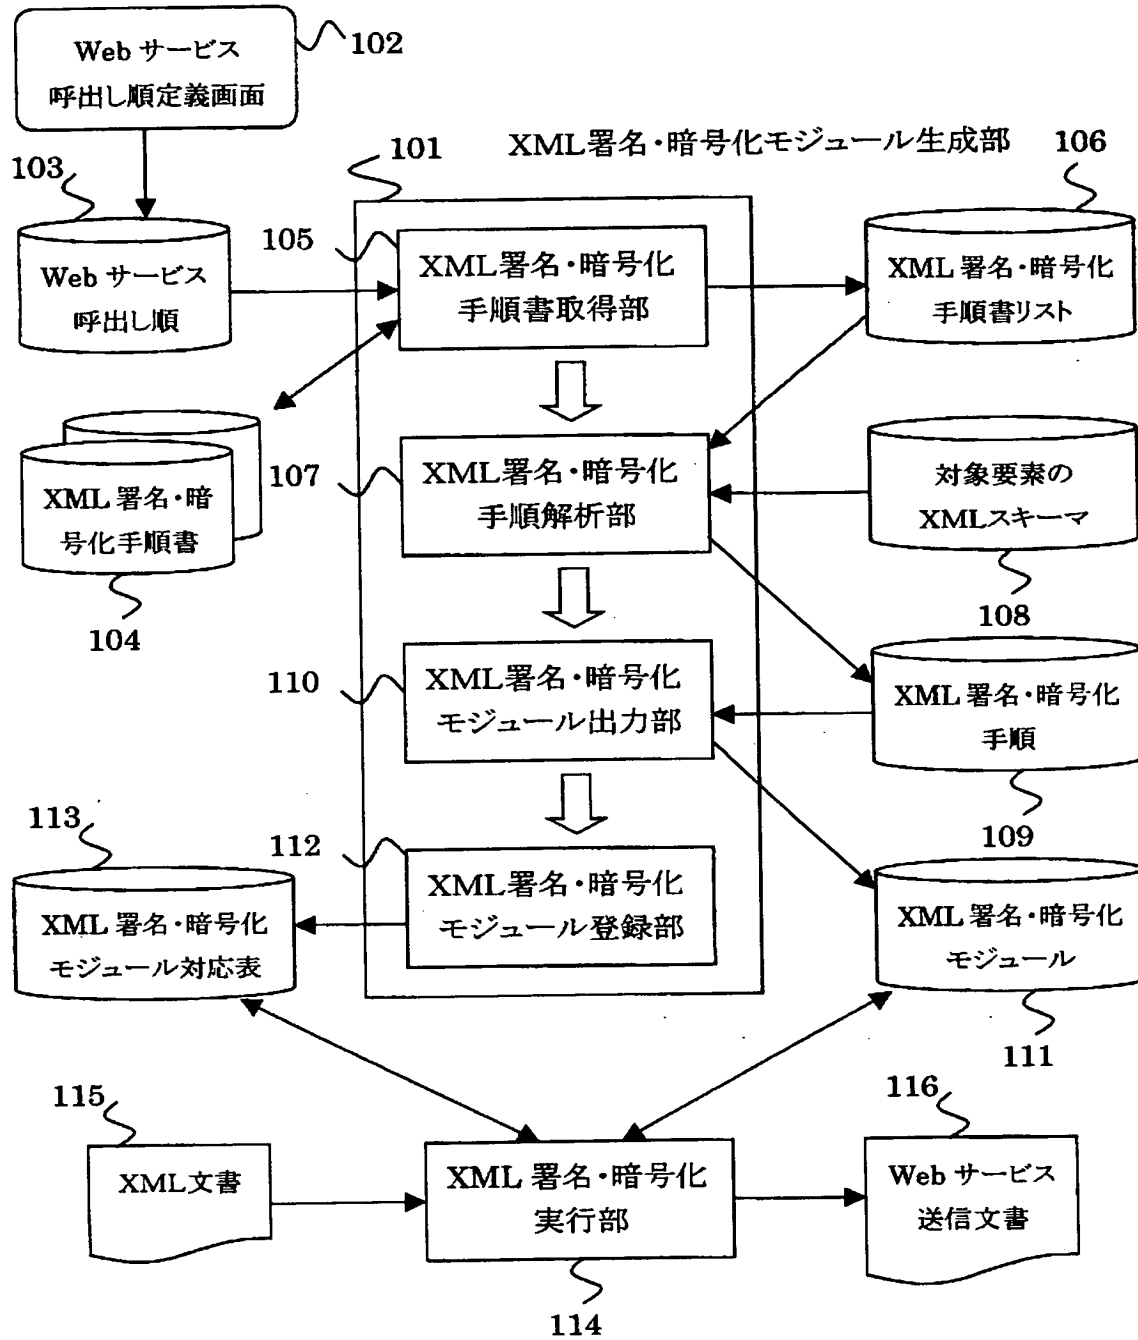 Web サービス
呼出し順定義画面
102
101
XML署名・暗号化モジュール生成部
103
106
Web サービス
呼出し順
105
XML署名・暗号化
手順書取得部
XML 署名・暗号化
手順書リスト
XML 署名・暗
号化手順書
104
107
XML署名・暗号化
手順解析部
対象要素の
XMLスキーマ
108
110
XML署名・暗号化
モジュール出力部
XML 署名・暗号化
手順
109
113
112
XML署名・暗号化
モジュール登録部
XML 署名・暗号化
モジュール対応表
XML 署名・暗号化
モジュール
111
115
116
XML文書
XML 署名・暗号化
実行部
Web サービス
送信文書
114